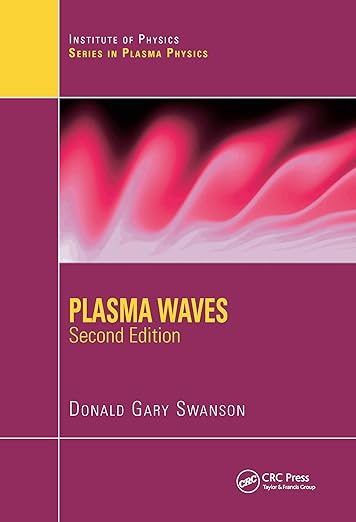 Institute of Physics
Series in Plasma Physics
PLASMA WAVES
Second Edition
Donald Gary Swanson
CRC
CRC Press
Taylor & Francis Group